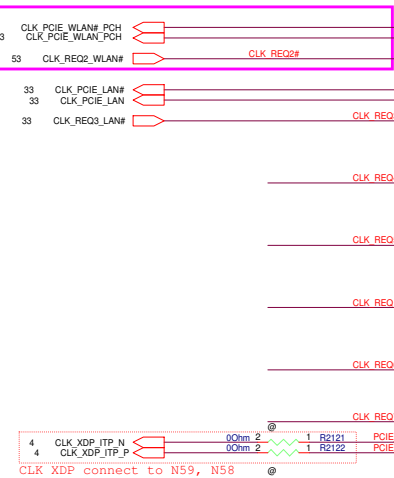 CLK_PCIE_WLAN#_PCH
3 CLK_PCIE_WLAN_PCH
53 CLK_REQ2_WLAN# CLK_REQ2#
33 CLK_PCIE_LAN#
33 CLK_PCIE_LAN
33 CLK_REQ3_LAN# CLK_REQ
CLK_REQ
CLK_REQ
CLK_REQ
CLK_REQ
CLK_REQ
@
4 CLK_XDP_ITP_N 0Ohm 2 1 R2121 PCIE
4 CLK_XDP_ITP_P 0Ohm 2 1 R2122 PCIE
CLK XDP connect to N59, N58 @